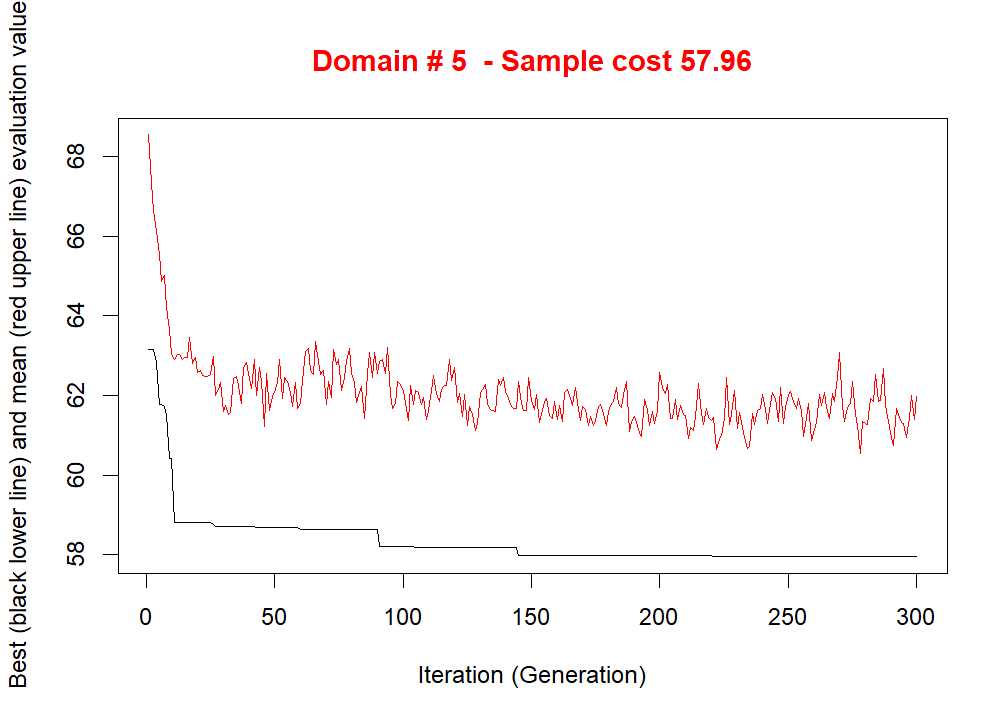 Domain # 5  - Sample cost 57.96
Best (black lower line) and mean (red upper line) evaluation value
68
66
64
62
60
58
0 50 100 150 200 250 300
Iteration (Generation)